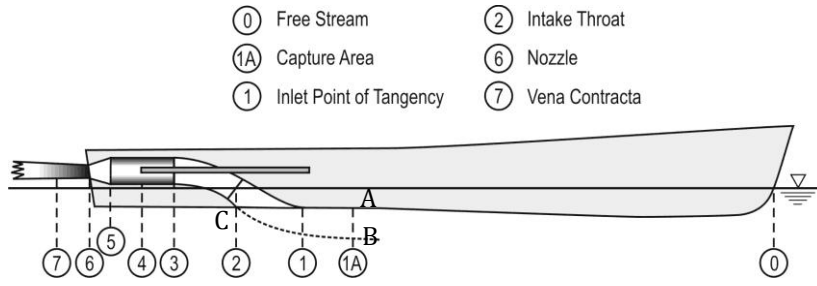 0 Free Stream 2 Intake Throat
1A Capture Area 6 Nozzle
1 Inlet Point of Tangency 7 Vena Contracta
A
C
B
5
7 6 4 3 2 1 1A 0